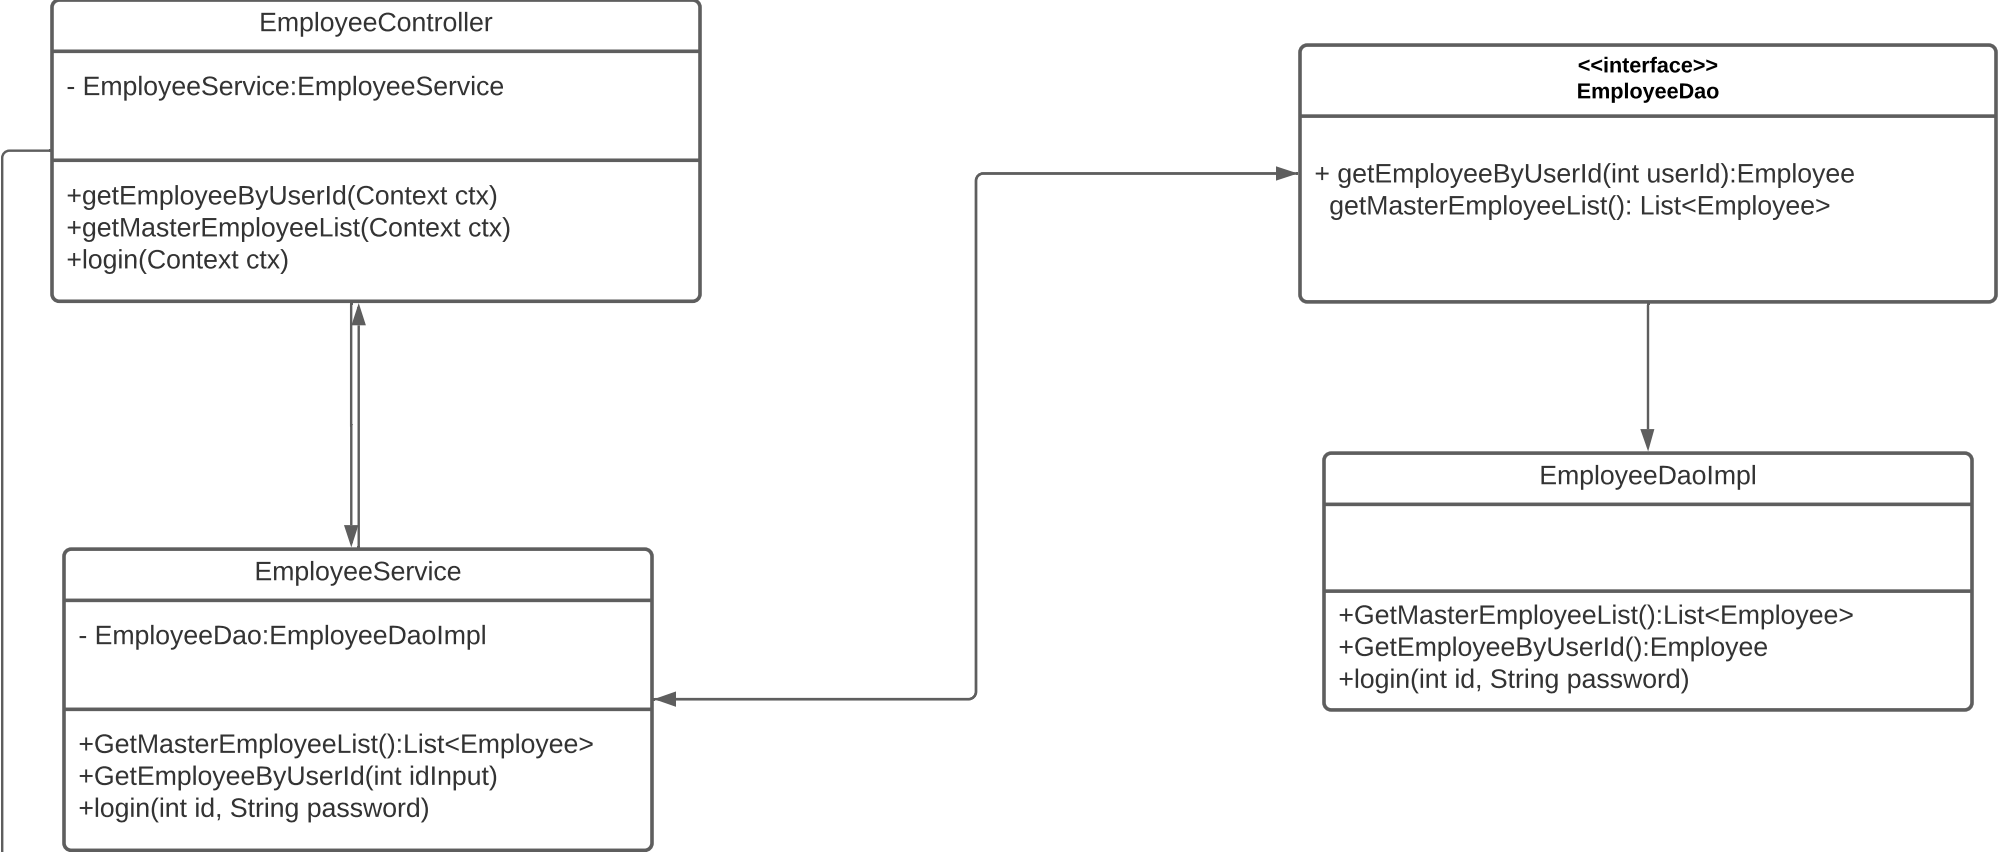 EmployeeController
- EmployeeService:EmployeeService
+getEmployeeByUserId(Context ctx)
+getMasterEmployeeList(Context ctx)
+login(Context ctx)
<<interface>>
EmployeeDao
+ getEmployeeByUserId(int userId):Employee
getMasterEmployeeList(): List<Employee>
EmployeeService
- EmployeeDao:EmployeeDaoImpl
+GetMasterEmployeeList():List<Employee>
+GetEmployeeByUserId(int idInput)
+login(int id, String password)
EmployeeDaoImpl
+GetMasterEmployeeList():List<Employee>
+GetEmployeeByUserId():Employee
+login(int id, String password)